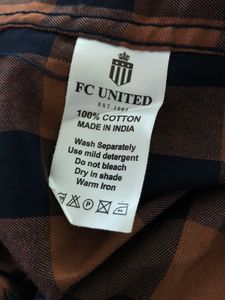 FC UNITED
EST. 2001
100% COTTON
MADE IN INDIA
Wash Separately
Use mild detergent
Do not bleach
Dry in shade
Warm Iron